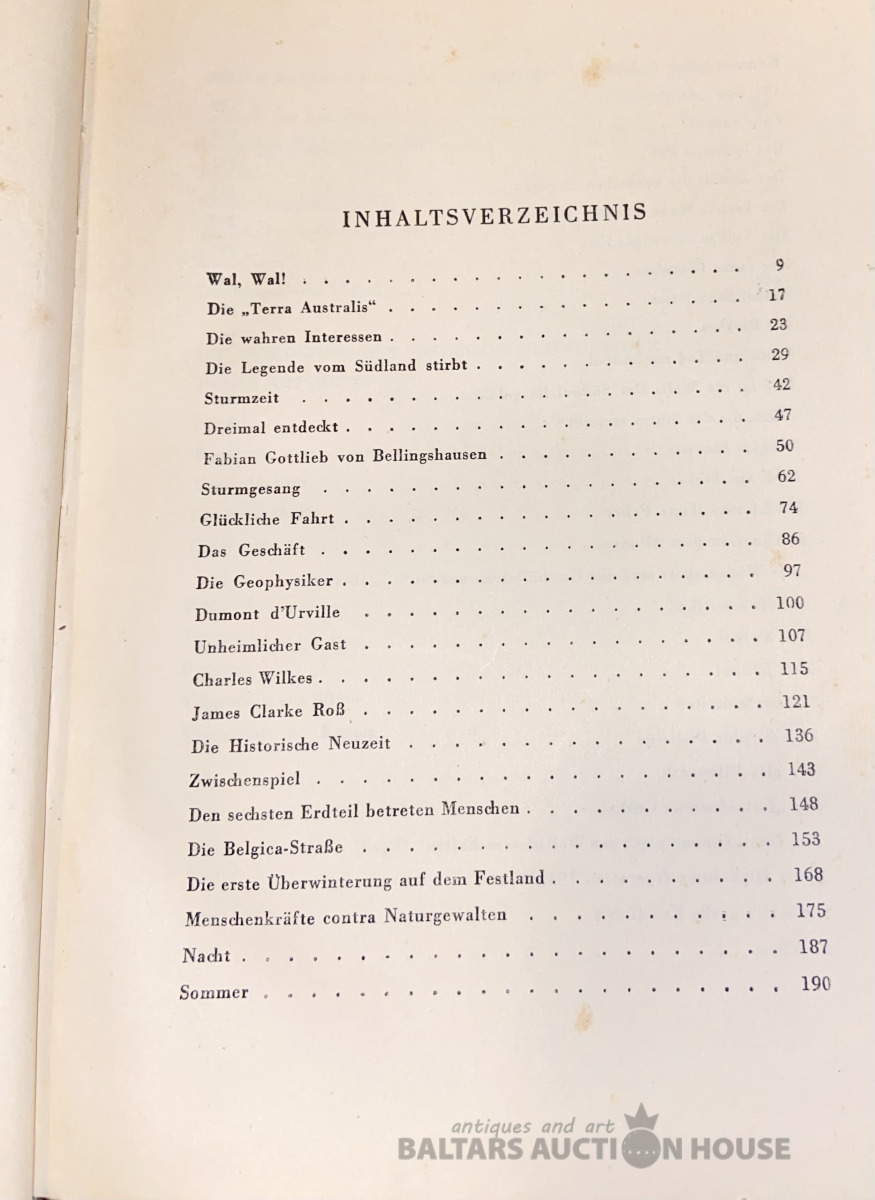 INHALTSVERZEICHNIS
Wal, Wal! . . . . . . . . . . . . . . . . . . . 9
Die „Terra Australis“ . . . . . . . . . . . . . . . . 17
Die wahren Interessen . . . . . . . . . . . . . . . . 23
Die Legende vom Südland stirbt . . . . . . . . . . . . 29
Sturmzeit . . . . . . . . . . . . . . . . . . . 42
Dreimal entdeckt . . . . . . . . . . . . . . . . . 47
Fabian Gottlieb von Bellingshausen . . . . . . . . . . . 50
Sturmgesang . . . . . . . . . . . . . . . . . . 62
Glückliche Fahrt . . . . . . . . . . . . . . . . . 74
Das Geschäft . . . . . . . . . . . . . . . . . . 86
Die Geophysiker . . . . . . . . . . . . . . . . . 97
Dumont d'Urville . . . . . . . . . . . . . . . . . 100
Unheimlicher Gast . . . . . . . . . . . . . . . . . 107
Charles Wilkes . . . . . . . . . . . . . . . . . . 115
James Clarke Roß . . . . . . . . . . . . . . . . . 121
Die Historische Neuzeit . . . . . . . . . . . . . . . 136
Zwischenspiel . . . . . . . . . . . . . . . . . . 143
Den sechsten Erdteil betreten Menschen . . . . . . . . . . 148
Die Belgica-Straße . . . . . . . . . . . . . . . . . 153
Die erste Überwinterung auf dem Festland . . . . . . . . . 168
Menschenkräfte contra Naturgewalten . . . . . . . . . . 175
Nacht . . . . . . . . . . . . . . . . . . . . . 187
Sommer . . . . . . . . . . . . . . . . . . . . 190
antiques and art
BALTARS AUCTION HOUSE